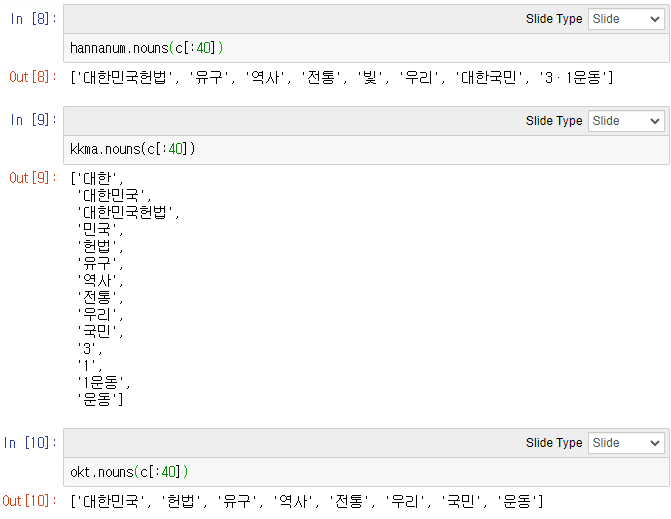 In [8]:
Slide Type Slide
hannanum.nouns(c[:40])
Out[8]: ['대한민국헌법', '유구', '역사', '전통', '빛', '우리', '대한국민', '3·1운동']
In [9]:
Slide Type Slide
kkma.nouns(c[:40])
Out[9]: ['대한',
'대한민국',
'대한민국헌법',
'민국',
'헌법',
'유구',
'역사',
'전통',
'우리',
'국민',
'3',
'1',
'1운동',
'운동']
In [10]:
Slide Type Slide
okt.nouns(c[:40])
Out[10]: ['대한민국', '헌법', '유구', '역사', '전통', '우리', '국민', '운동']